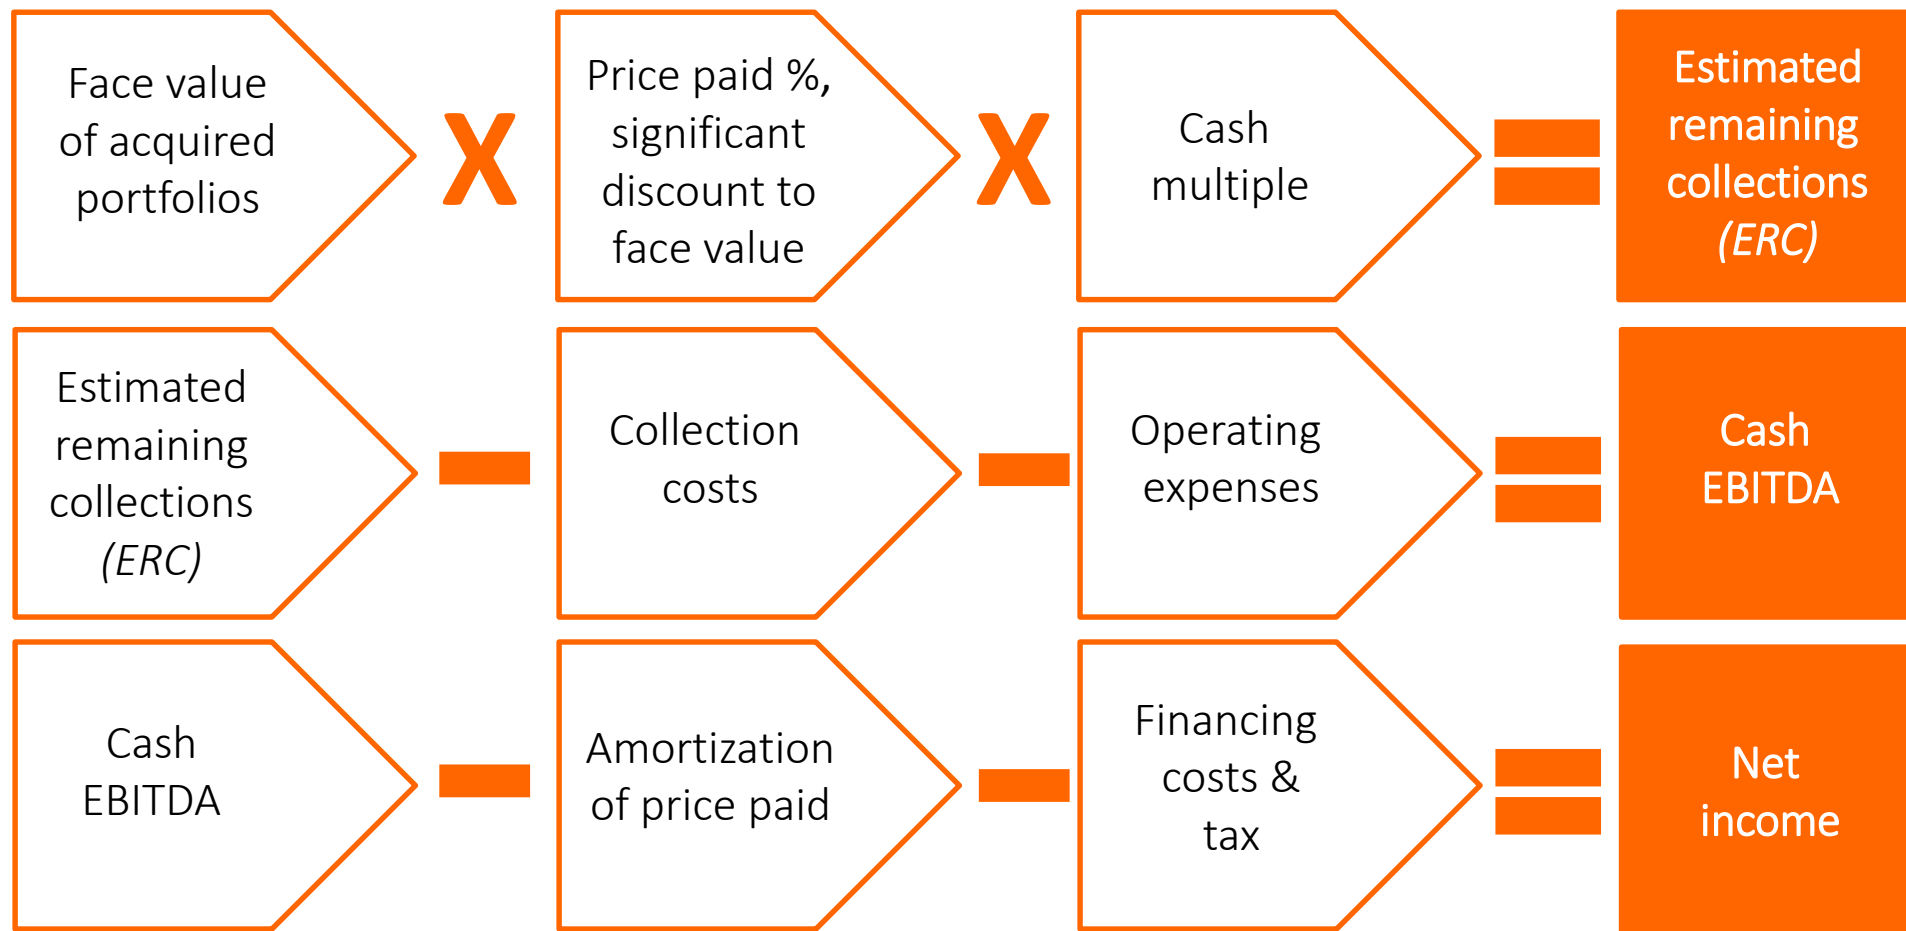 Face value
of acquired
portfolios
X
Price paid %,
significant
discount to
face value
X
Cash
multiple
=
Estimated
remaining
collections
(ERC)
Estimated
remaining
collections
(ERC)
-
Collection
costs
-
Operating
expenses
=
Cash
EBITDA
Cash
EBITDA
-
Amortization
of price paid
-
Financing
costs &
tax
=
Net
income